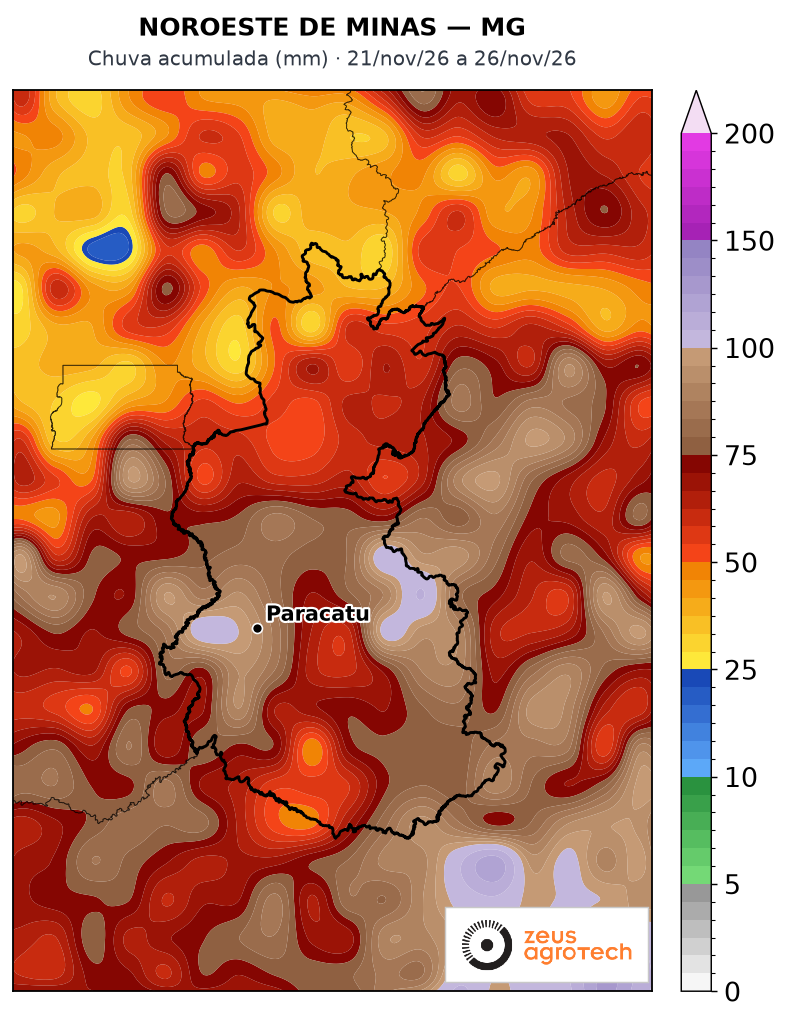 NOROESTE DE MINAS — MG
Chuva acumulada (mm) · 21/nov/26 a 26/nov/26
200
150
100
75
50
25
10
5
0
Paracatu
zeus
agrotech